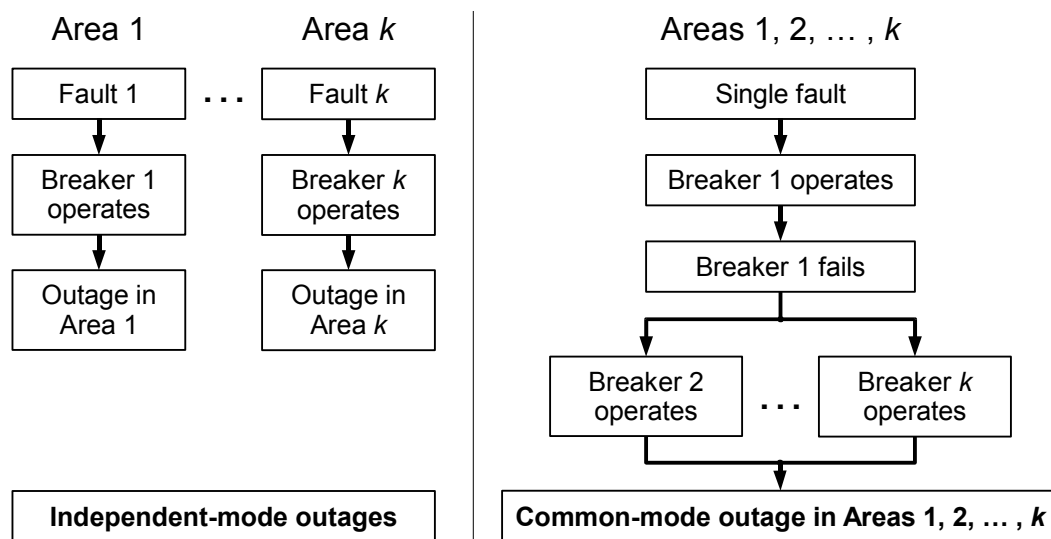 Area 1
Area k
Fault 1
. . .
Fault k
Breaker 1
operates
Breaker k
operates
Outage in
Area 1
Outage in
Area k
Independent-mode outages
Areas 1, 2, … , k
Single fault
Breaker 1 operates
Breaker 1 fails
Breaker 2
operates
. . .
Breaker k
operates
Common-mode outage in Areas 1, 2, … , k